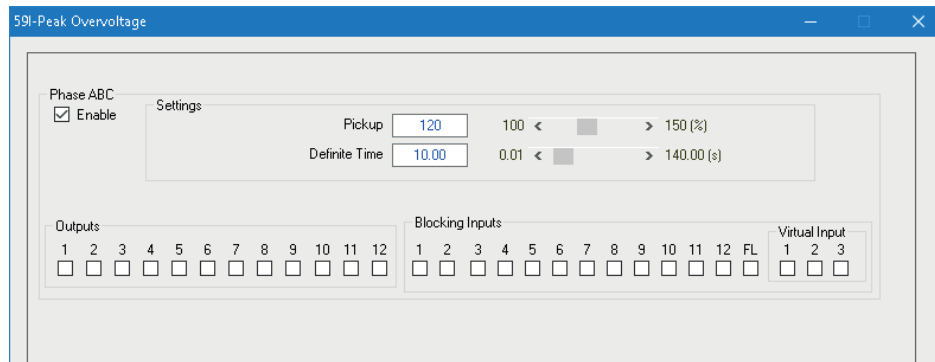 59I-Peak Overvoltage
Phase ABC
Enable
Settings
Pickup 120 100 < > 150 (%)
Definite Time 10.00 0.01 < > 140.00 (s)
Outputs
1 2 3 4 5 6 7 8 9 10 11 12
Blocking Inputs
1 2 3 4 5 6 7 8 9 10 11 12 FL
Virtual Input
1 2 3